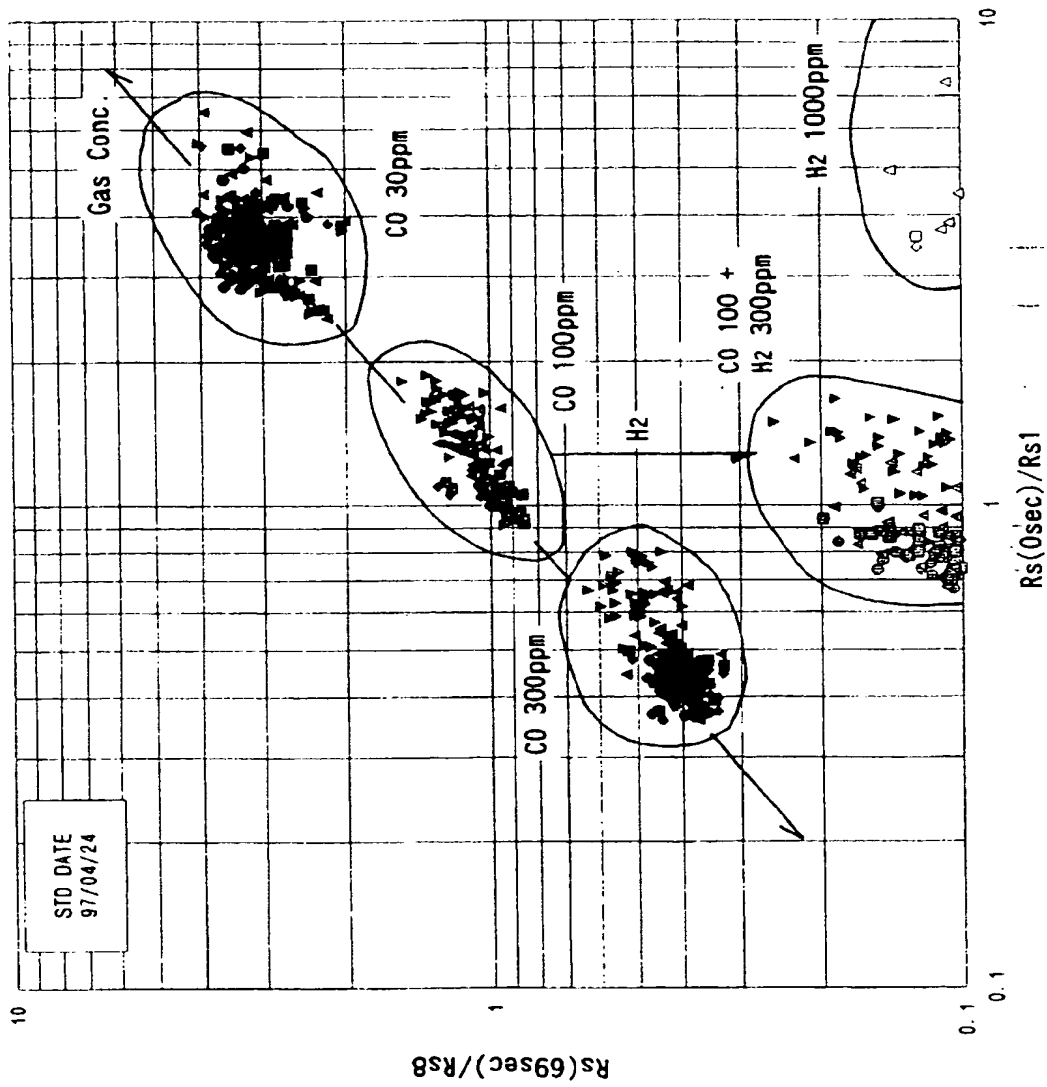 STD DATE
97/04/24
Gas Conc.
CO 30ppm
CO 100ppm
CO 300ppm
H2
CO 100 +
H2 300ppm
H2 1000ppm
10
1
0.1
0.1
1
10
Rs(69sec)/Rs8
Rs(0sec)/Rs1